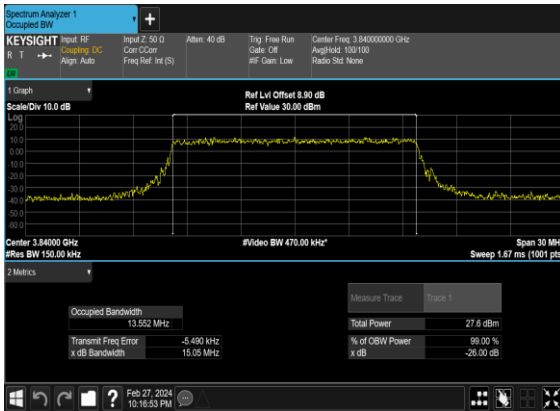 Spectrum Analyzer 1
Occupied BW
KEYSIGHT
R T
LXI
Input: RF
Coupling: DC
Align: Auto
Input Z: 50 Ω
Corr CCorr
Freq Ref: Int (S)
Atten: 40 dB
Trig: Free Run
Gate: Off
#IF Gain: Low
Center Freq: 3.840000000 GHz
Avg|Hold: 100/100
Radio Std: None
1 Graph
Scale/Div 10.0 dB
Ref Lvl Offset 8.90 dB
Ref Value 30.00 dBm
Log
20.0
10.0
0.00
-10.0
-20.0
-30.0
-40.0
-50.0
-60.0
Center 3.84000 GHz
#Video BW 470.00 kHz*
Span 30 MH
#Res BW 150.00 kHz
Sweep 1.67 ms (1001 pts
2 Metrics
Measure Trace
Trace 1
Occupied Bandwidth
13.552 MHz
Total Power
27.6 dBm
Transmit Freq Error
-5.490 kHz
% of OBW Power
99.00 %
x dB Bandwidth
15.05 MHz
x dB
-26.00 dB
?
Feb 27, 2024
10:16:53 PM